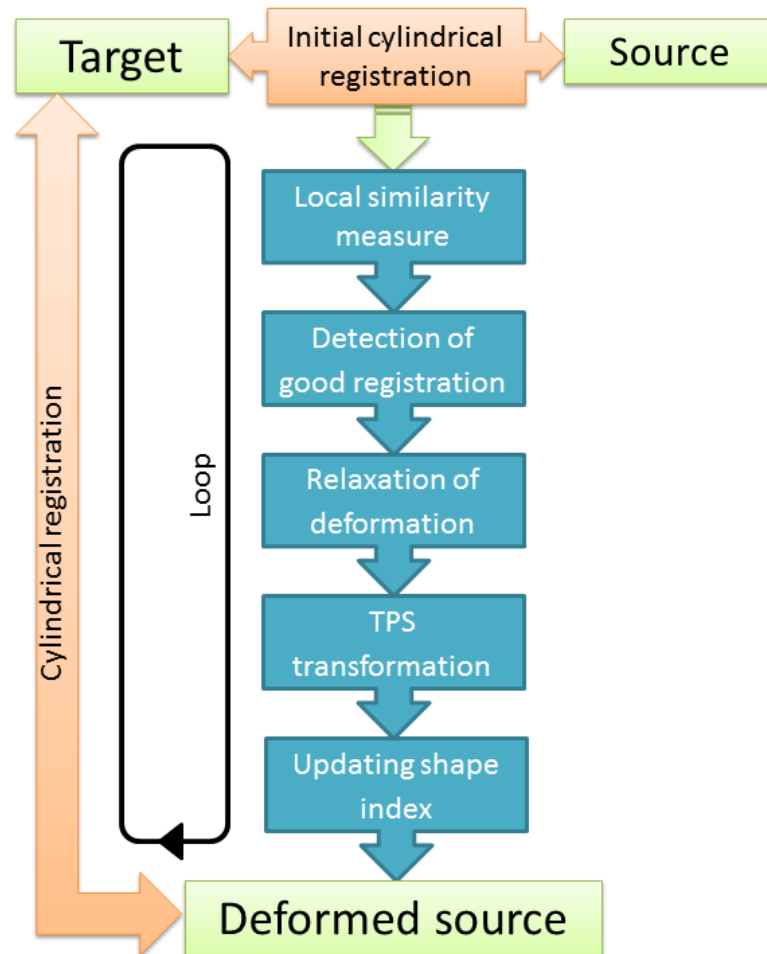 Target
Initial cylindrical
registration
Source
Local similarity
measure
Detection of
good registration
Relaxation of
deformation
TPS
transformation
Updating shape
index
Loop
Cylindrical registration
Deformed source